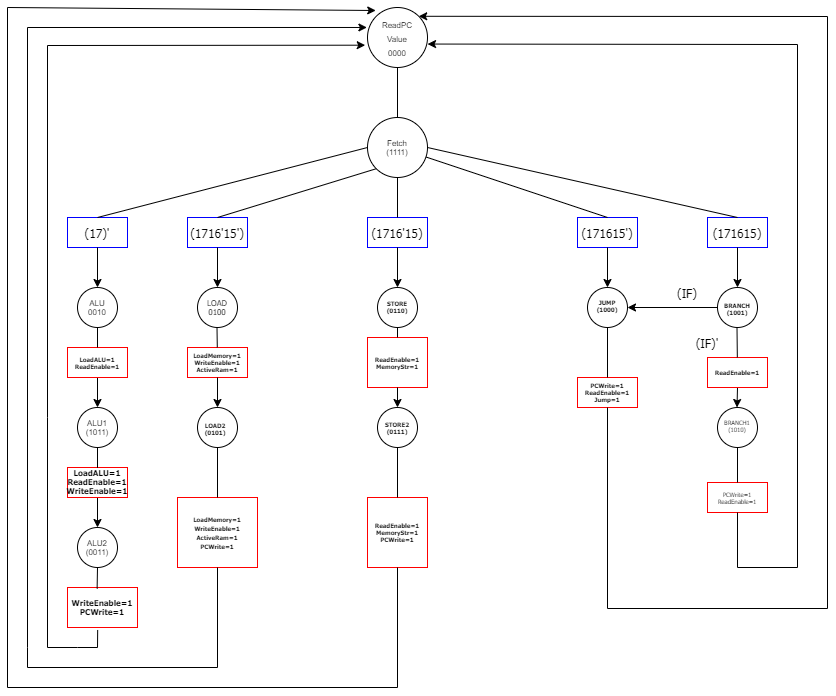 ReadPC
Value
0000
Fetch
(1111)
(17)'
(1716'15')
(1716'15)
(171615')
(171615)
ALU
0010
LOAD
0100
STORE
(0110)
JUMP
(1000)
(IF)
BRANCH
(1001)
(IF)'
LoadALU=1
ReadEnable=1
LoadMemory=1
WriteEnable=1
ActiveRam=1
ReadEnable=1
MemoryStr=1
PCWrite=1
ReadEnable=1
Jump=1
ReadEnable=1
ALU1
(1011)
LOAD2
(0101)
STORE2
(0111)
BRANCH1
(1010)
LoadALU=1
ReadEnable=1
WriteEnable=1
LoadMemory=1
WriteEnable=1
ActiveRam=1
PCWrite=1
ReadEnable=1
MemoryStr=1
PCWrite=1
PCWrite=1
ReadEnable=1
ALU2
(0011)
WriteEnable=1
PCWrite=1